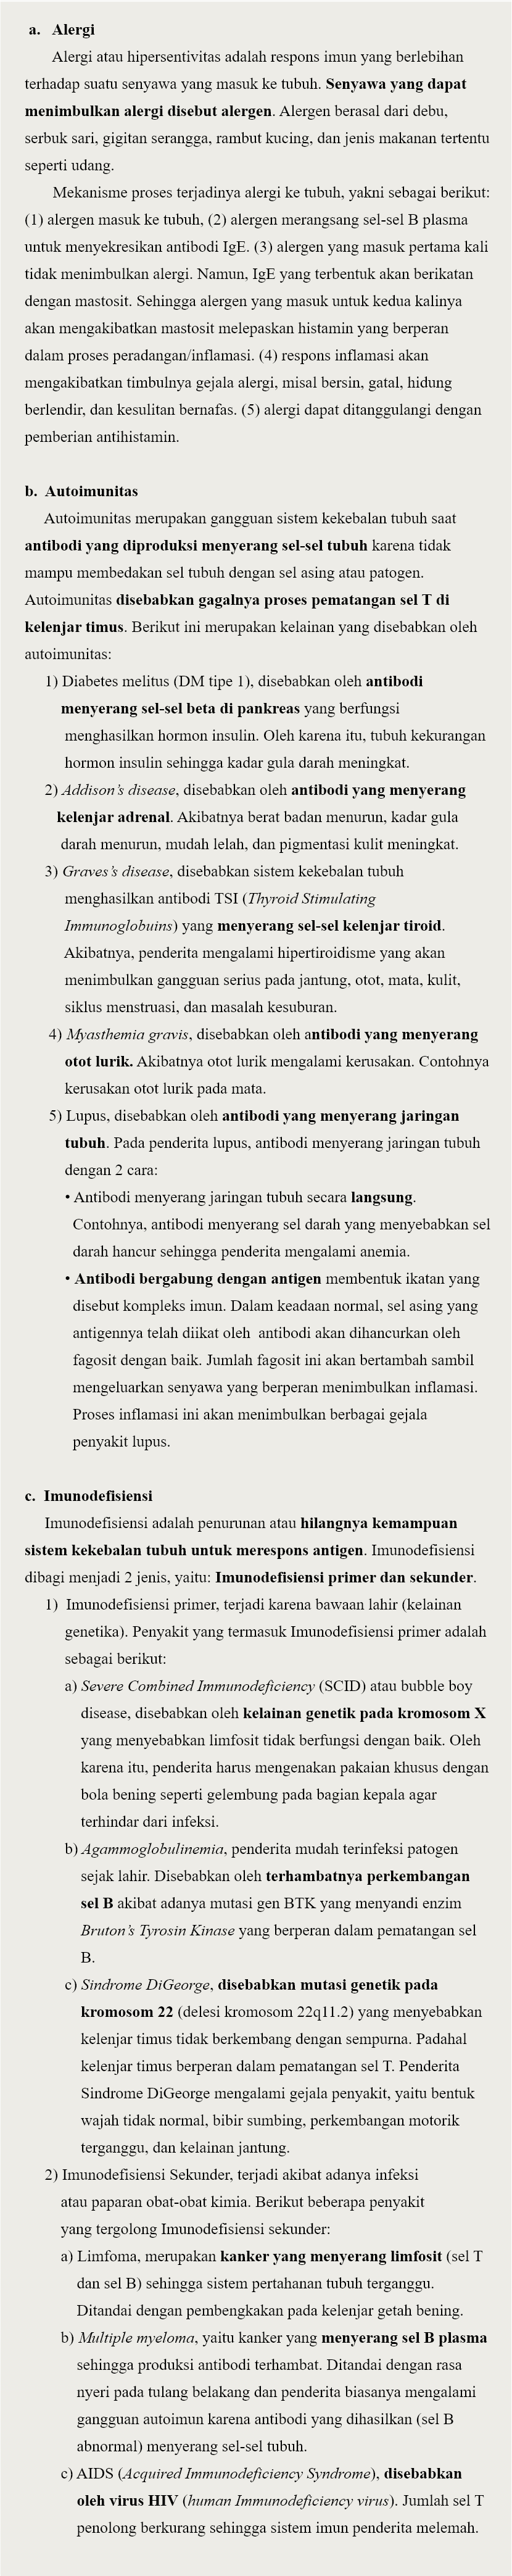 a. Alergi
Alergi atau hipersentivitas adalah respons imun yang berlebihan
terhadap suatu senyawa yang masuk ke tubuh. Senyawa yang dapat
menimbulkan alergi disebut alergen. Alergen berasal dari debu,
serbuk sari, gigitan serangga, rambut kucing, dan jenis makanan tertentu
seperti udang.
Mekanisme proses terjadinya alergi ke tubuh, yakni sebagai berikut:
(1) alergen masuk ke tubuh, (2) alergen merangsang sel-sel B plasma
untuk menyekresikan antibodi IgE. (3) alergen yang masuk pertama kali
tidak menimbulkan alergi. Namun, IgE yang terbentuk akan berikatan
dengan mastosit. Sehingga alergen yang masuk untuk kedua kalinya
akan mengakibatkan mastosit melepaskan histamin yang berperan
dalam proses peradangan/inflamasi. (4) respons inflamasi akan
mengakibatkan timbulnya gejala alergi, misal bersin, gatal, hidung
berlendir, dan kesulitan bernafas. (5) alergi dapat ditanggulangi dengan
pemberian antihistamin.
b. Autoimunitas
Autoimunitas merupakan gangguan sistem kekebalan tubuh saat
antibodi yang diproduksi menyerang sel-sel tubuh karena tidak
mampu membedakan sel tubuh dengan sel asing atau patogen.
Autoimunitas disebabkan gagalnya proses pematangan sel T di
kelenjar timus. Berikut ini merupakan kelainan yang disebabkan oleh
autoimunitas:
1) Diabetes melitus (DM tipe 1), disebabkan oleh antibodi
menyerang sel-sel beta di pankreas yang berfungsi
menghasilkan hormon insulin. Oleh karena itu, tubuh kekurangan
hormon insulin sehingga kadar gula darah meningkat.
2) Addison's disease, disebabkan oleh antibodi yang menyerang
kelenjar adrenal. Akibatnya berat badan menurun, kadar gula
darah menurun, mudah lelah, dan pigmentasi kulit meningkat.
3) Graves's disease, disebabkan sistem kekebalan tubuh
menghasilkan antibodi TSI (Thyroid Stimulating
Immunoglobuins) yang menyerang sel-sel kelenjar tiroid.
Akibatnya, penderita mengalami hipertiroidisme yang akan
menimbulkan gangguan serius pada jantung, otot, mata, kulit,
siklus menstruasi, dan masalah kesuburan.
4) Myasthemia gravis, disebabkan oleh antibodi yang menyerang
otot lurik. Akibatnya otot lurik mengalami kerusakan. Contohnya
kerusakan otot lurik pada mata.
5) Lupus, disebabkan oleh antibodi yang menyerang jaringan
tubuh. Pada penderita lupus, antibodi menyerang jaringan tubuh
dengan 2 cara:
• Antibodi menyerang jaringan tubuh secara langsung.
Contohnya, antibodi menyerang sel darah yang menyebabkan sel
darah hancur sehingga penderita mengalami anemia.
• Antibodi bergabung dengan antigen membentuk ikatan yang
disebut kompleks imun. Dalam keadaan normal, sel asing yang
antigennya telah diikat oleh antibodi akan dihancurkan oleh
fagosit dengan baik. Jumlah fagosit ini akan bertambah sambil
mengeluarkan senyawa yang berperan menimbulkan inflamasi.
Proses inflamasi ini akan menimbulkan berbagai gejala
penyakit lupus.
c. Imunodefisiensi
Imunodefisiensi adalah penurunan atau hilangnya kemampuan
sistem kekebalan tubuh untuk merespons antigen. Imunodefisiensi
dibagi menjadi 2 jenis, yaitu: Imunodefisiensi primer dan sekunder.
1) Imunodefisiensi primer, terjadi karena bawaan lahir (kelainan
genetika). Penyakit yang termasuk Imunodefisiensi primer adalah
sebagai berikut:
a) Severe Combined Immunodeficiency (SCID) atau bubble boy
disease, disebabkan oleh kelainan genetik pada kromosom X
yang menyebabkan limfosit tidak berfungsi dengan baik. Oleh
karena itu, penderita harus mengenakan pakaian khusus dengan
bola bening seperti gelembung pada bagian kepala agar
terhindar dari infeksi.
b) Agammoglobulinemia, penderita mudah terinfeksi patogen
sejak lahir. Disebabkan oleh terhambatnya perkembangan
sel B akibat adanya mutasi gen BTK yang menyandi enzim
Bruton's Tyrosin Kinase yang berperan dalam pematangan sel
B.
c) Sindrome DiGeorge, disebabkan mutasi genetik pada
kromosom 22 (delesi kromosom 22q11.2) yang menyebabkan
kelenjar timus tidak berkembang dengan sempurna. Padahal
kelenjar timus berperan dalam pematangan sel T. Penderita
Sindrome DiGeorge mengalami gejala penyakit, yaitu bentuk
wajah tidak normal, bibir sumbing, perkembangan motorik
terganggu, dan kelainan jantung.
2) Imunodefisiensi Sekunder, terjadi akibat adanya infeksi
atau paparan obat-obat kimia. Berikut beberapa penyakit
yang tergolong Imunodefisiensi sekunder:
a) Limfoma, merupakan kanker yang menyerang limfosit (sel T
dan sel B) sehingga sistem pertahanan tubuh terganggu.
Ditandai dengan pembengkakan pada kelenjar getah bening.
b) Multiple myeloma, yaitu kanker yang menyerang sel B plasma
sehingga produksi antibodi terhambat. Ditandai dengan rasa
nyeri pada tulang belakang dan penderita biasanya mengalami
gangguan autoimun karena antibodi yang dihasilkan (sel B
abnormal) menyerang sel-sel tubuh.
c) AIDS (Acquired Immunodeficiency Syndrome), disebabkan
oleh virus HIV (human Immunodeficiency virus). Jumlah sel T
penolong berkurang sehingga sistem imun penderita melemah.